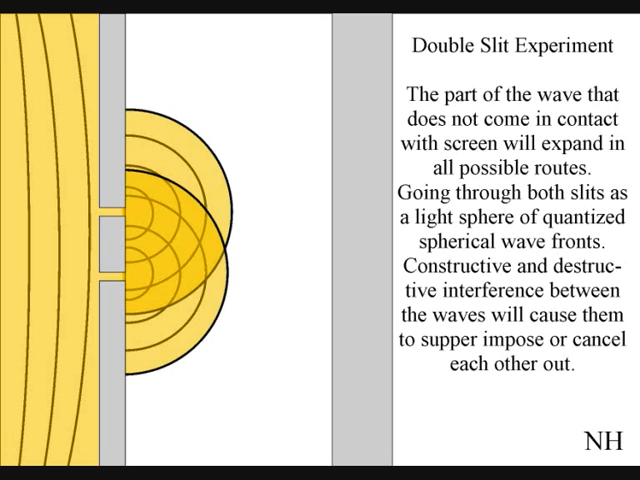 Double Slit Experiment
The part of the wave that
does not come in contact
with screen will expand in
all possible routes.
Going through both slits as
a light sphere of quantized
spherical wave fronts.
Constructive and destruc-
tive interference between
the waves will cause them
to supper impose or cancel
each other out.
NH